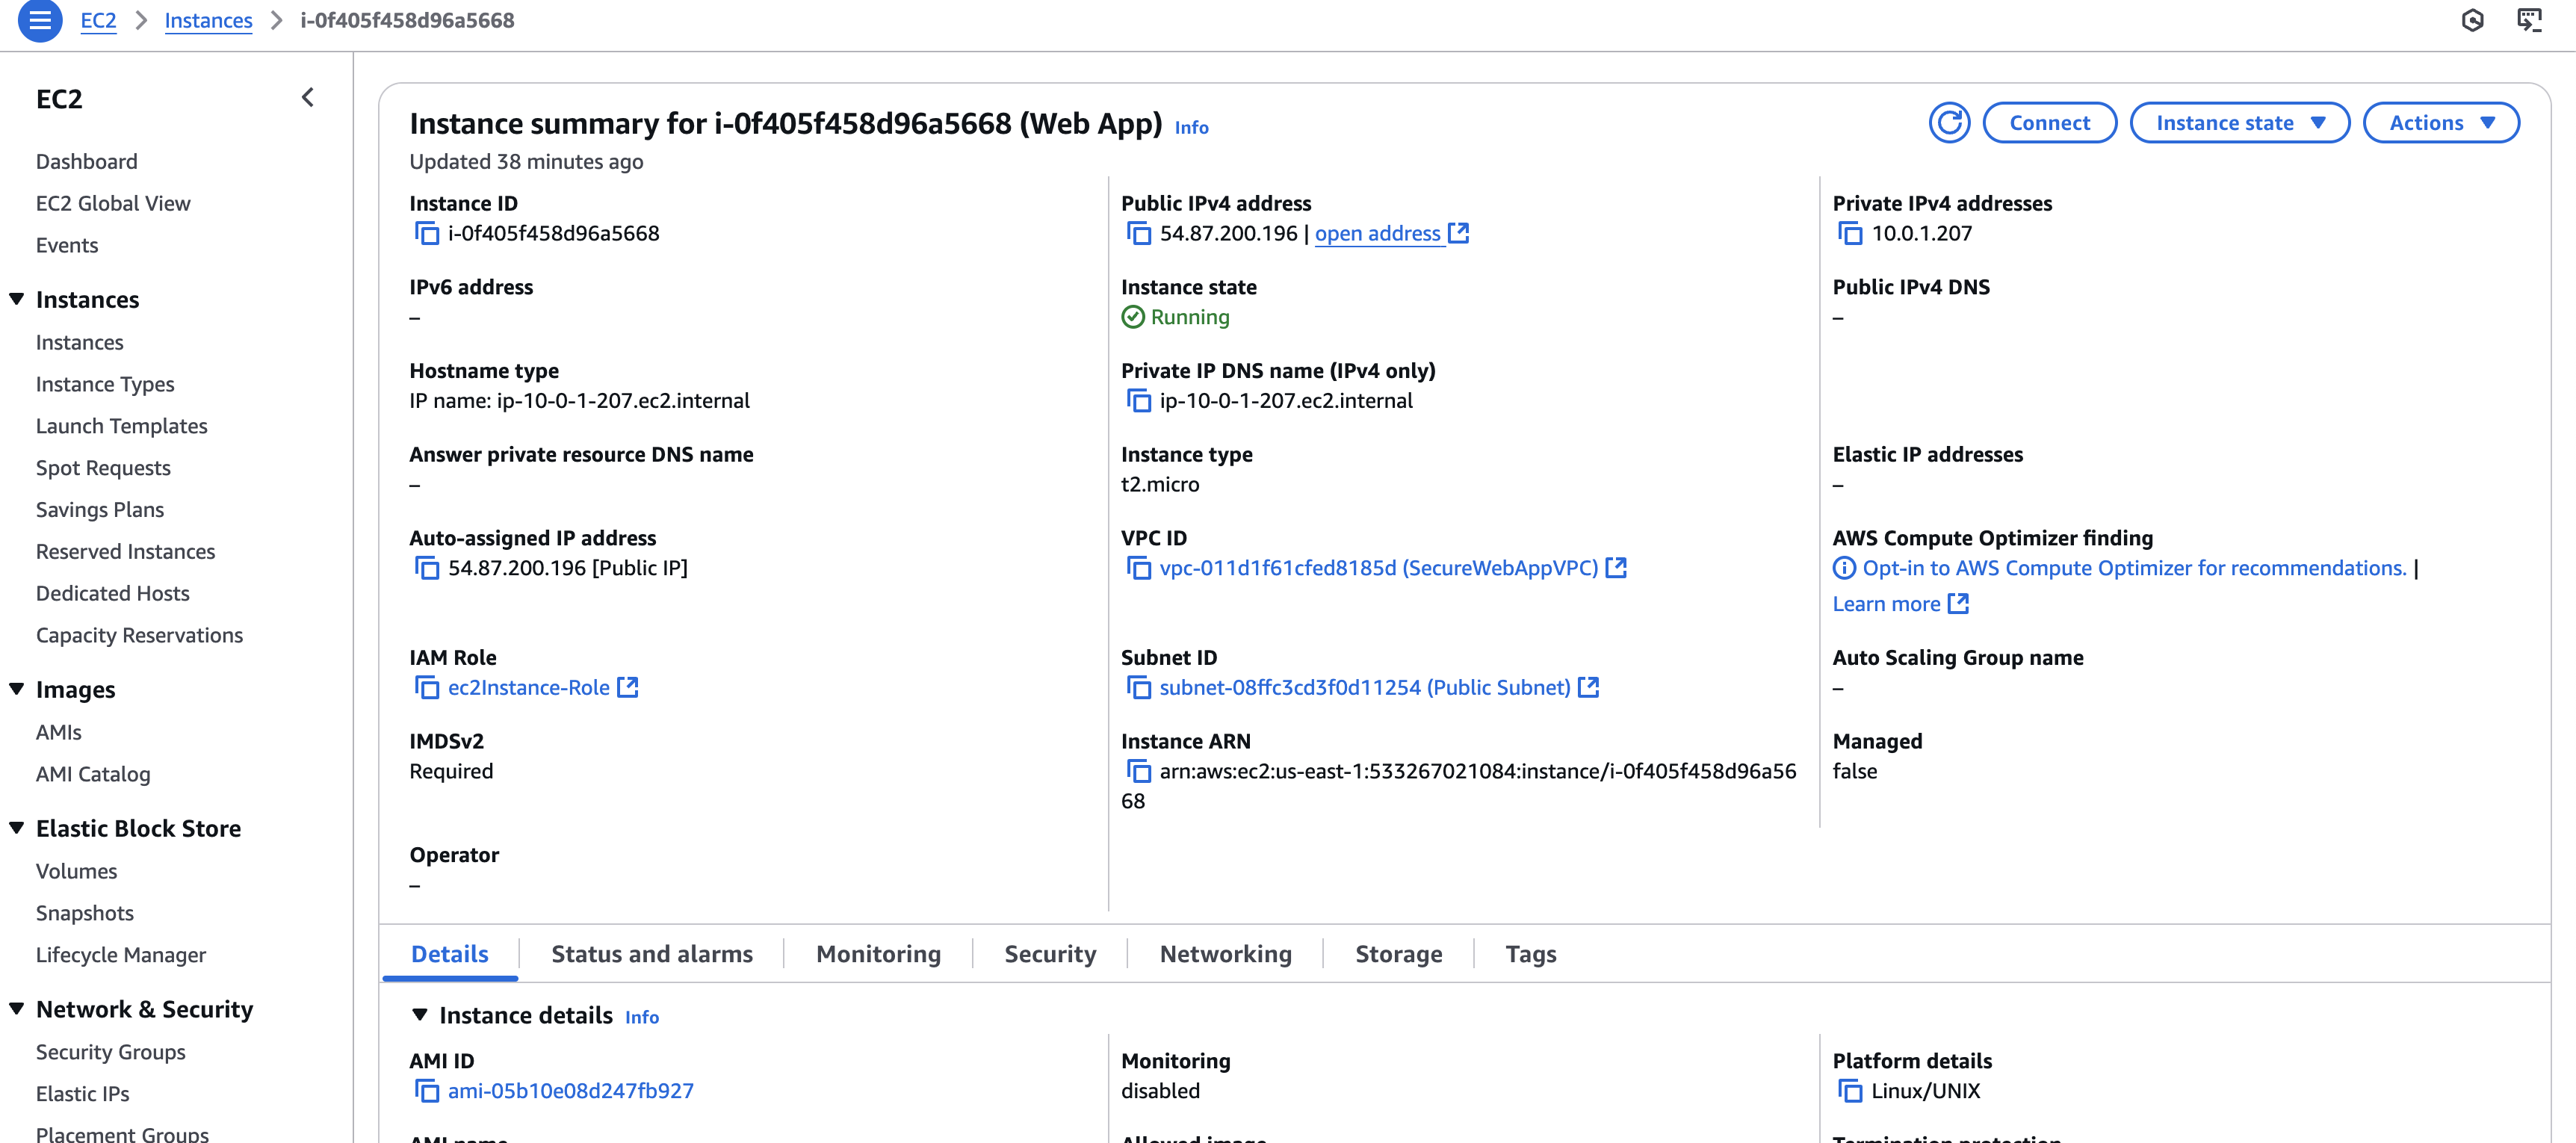 EC2 > Instances > i-0f405f458d96a5668
EC2
Dashboard
EC2 Global View
Events
Instances
Instances
Instance Types
Launch Templates
Spot Requests
Savings Plans
Reserved Instances
Dedicated Hosts
Capacity Reservations
Images
AMIs
AMI Catalog
Elastic Block Store
Volumes
Snapshots
Lifecycle Manager
Network & Security
Security Groups
Elastic IPs
Placement Groups
Instance summary for i-0f405f458d96a5668 (Web App) Info
Connect
Instance state
Actions
Updated 38 minutes ago
Instance ID
i-0f405f458d96a5668
Public IPv4 address
54.87.200.196 | open address
Private IPv4 addresses
10.0.1.207
IPv6 address
–
Instance state
Running
Public IPv4 DNS
–
Hostname type
IP name: ip-10-0-1-207.ec2.internal
Private IP DNS name (IPv4 only)
ip-10-0-1-207.ec2.internal
Answer private resource DNS name
–
Instance type
t2.micro
Elastic IP addresses
–
Auto-assigned IP address
54.87.200.196 [Public IP]
VPC ID
vpc-011d1f61cfed8185d (SecureWebAppVPC)
AWS Compute Optimizer finding
Opt-in to AWS Compute Optimizer for recommendations. |
Learn more
IAM Role
ec2Instance-Role
Subnet ID
subnet-08ffc3cd3f0d11254 (Public Subnet)
Auto Scaling Group name
–
IMDSv2
Required
Instance ARN
arn:aws:ec2:us-east-1:533267021084:instance/i-0f405f458d96a56
68
Managed
false
Operator
–
Details
Status and alarms
Monitoring
Security
Networking
Storage
Tags
Instance details Info
AMI ID
ami-05b10e08d247fb927
Monitoring
disabled
Platform details
Linux/UNIX
AMI name
Allowed image
Termination protection